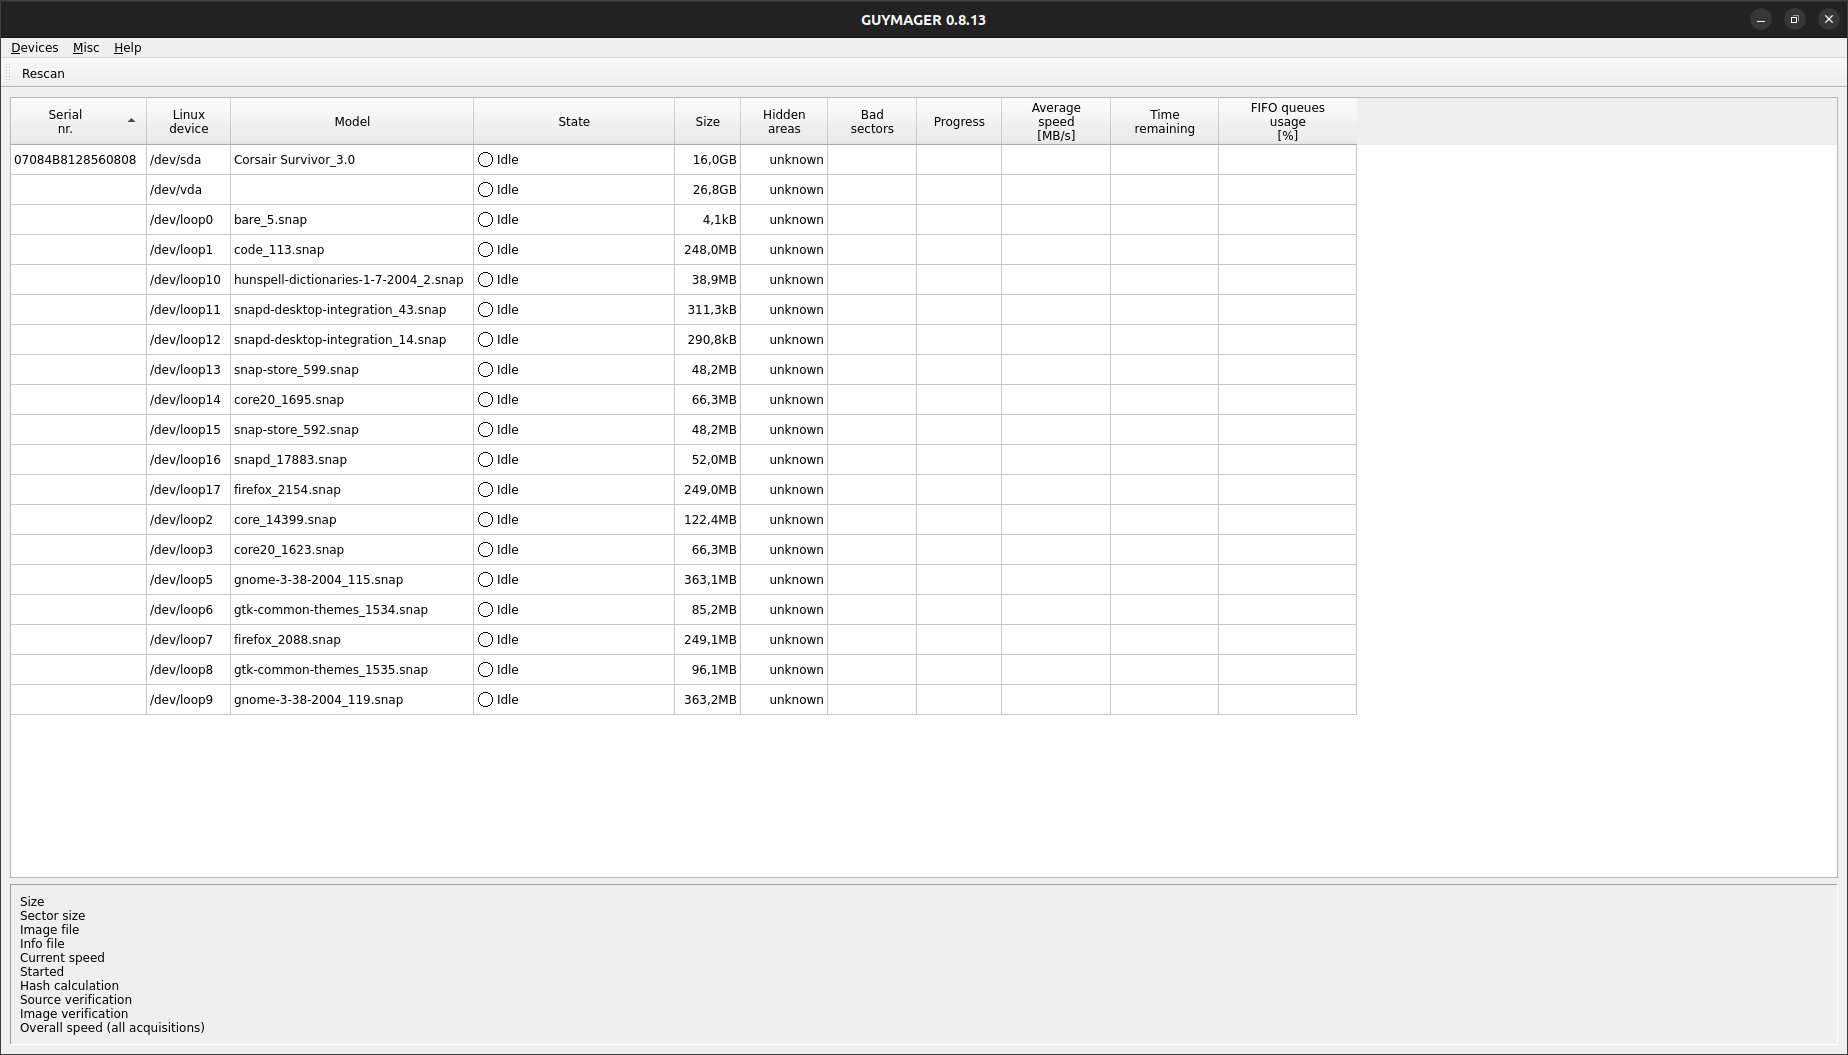 GUYMAGER 0.8.13
Devices Misc Help
Rescan
Serial nr. Linux device Model State Size Hidden areas Bad sectors Progress Average speed [MB/s] Time remaining FIFO queues usage [%]
07084B8128560808 /dev/sda Corsair Survivor_3.0 Idle 16,0GB unknown
/dev/vda Idle 26,8GB unknown
/dev/loop0 bare_5.snap Idle 4,1kB unknown
/dev/loop1 code_113.snap Idle 248,0MB unknown
/dev/loop10 hunspell-dictionaries-1-7-2004_2.snap Idle 38,9MB unknown
/dev/loop11 snapd-desktop-integration_43.snap Idle 311,3kB unknown
/dev/loop12 snapd-desktop-integration_14.snap Idle 290,8kB unknown
/dev/loop13 snap-store_599.snap Idle 48,2MB unknown
/dev/loop14 core20_1695.snap Idle 66,3MB unknown
/dev/loop15 snap-store_592.snap Idle 48,2MB unknown
/dev/loop16 snapd_17883.snap Idle 52,0MB unknown
/dev/loop17 firefox_2154.snap Idle 249,0MB unknown
/dev/loop2 core_14399.snap Idle 122,4MB unknown
/dev/loop3 core20_1623.snap Idle 66,3MB unknown
/dev/loop5 gnome-3-38-2004_115.snap Idle 363,1MB unknown
/dev/loop6 gtk-common-themes_1534.snap Idle 85,2MB unknown
/dev/loop7 firefox_2088.snap Idle 249,1MB unknown
/dev/loop8 gtk-common-themes_1535.snap Idle 96,1MB unknown
/dev/loop9 gnome-3-38-2004_119.snap Idle 363,2MB unknown
Size
Sector size
Image file
Info file
Current speed
Started
Hash calculation
Source verification
Image verification
Overall speed (all acquisitions)